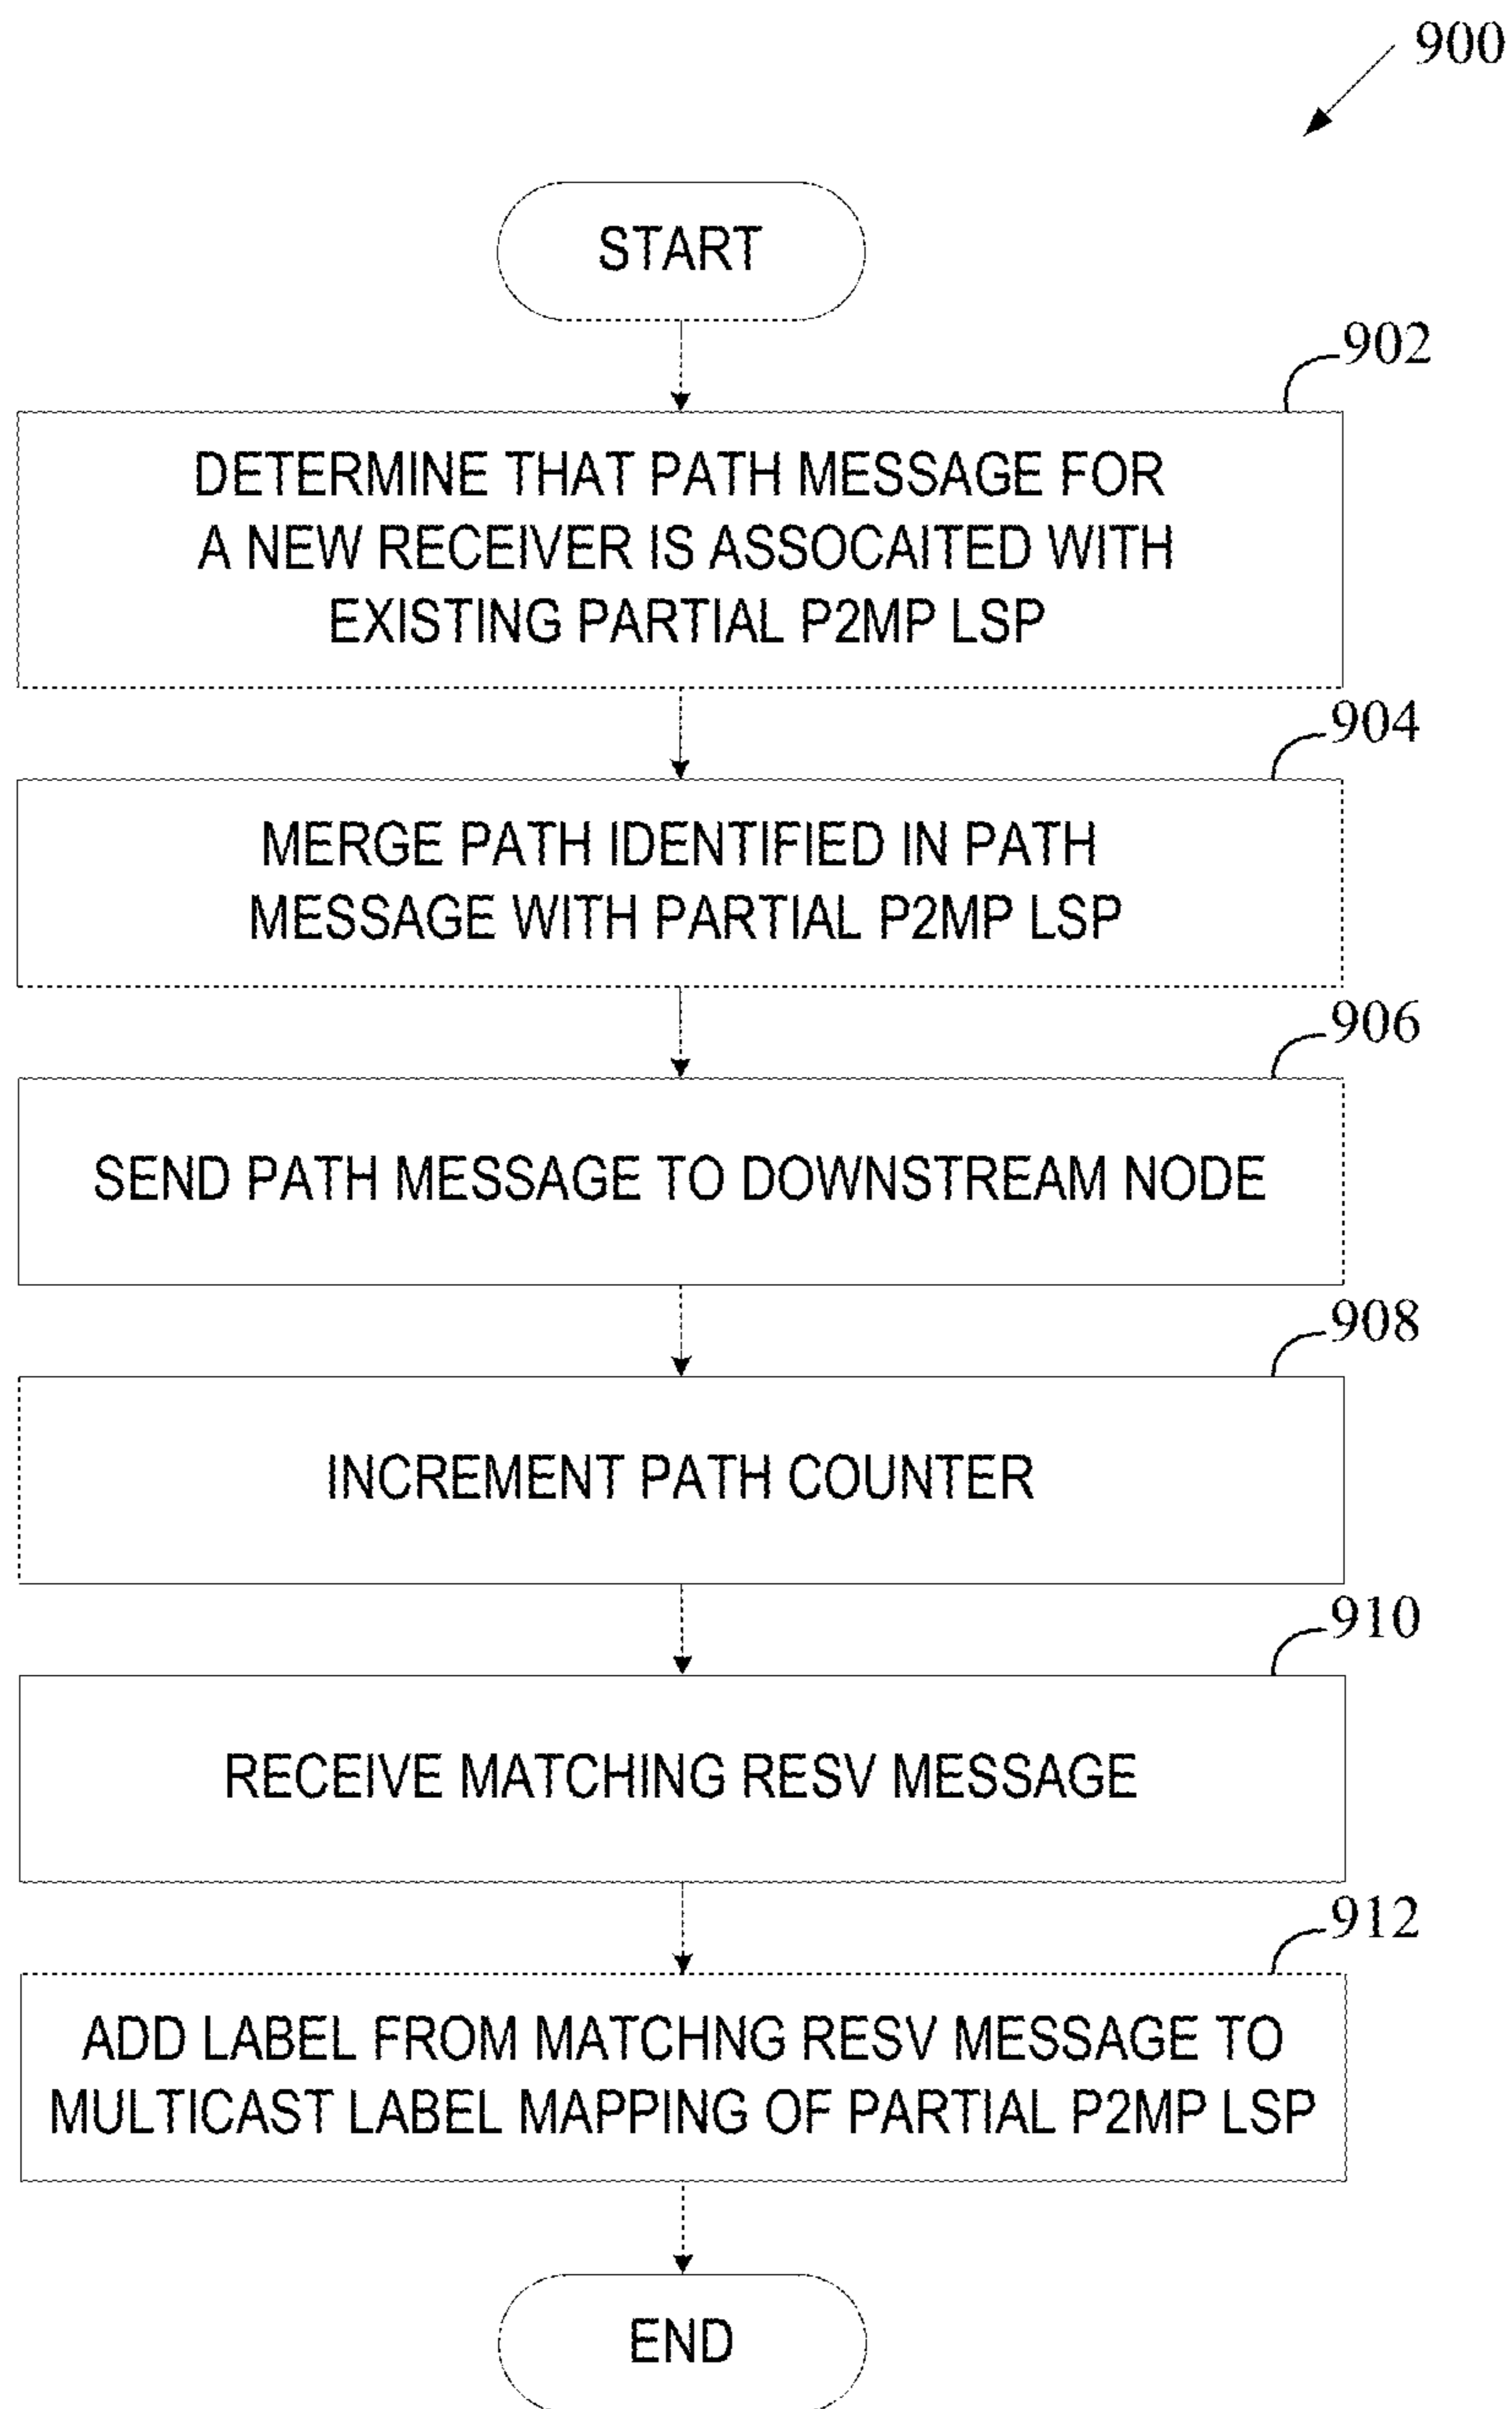 900
START
902
DETERMINE THAT PATH MESSAGE FOR
A NEW RECEIVER IS ASSOCAITED WITH
EXISTING PARTIAL P2MP LSP
904
MERGE PATH IDENTIFIED IN PATH
MESSAGE WITH PARTIAL P2MP LSP
906
SEND PATH MESSAGE TO DOWNSTREAM NODE
908
INCREMENT PATH COUNTER
910
RECEIVE MATCHING RESV MESSAGE
912
ADD LABEL FROM MATCHNG RESV MESSAGE TO
MULTICAST LABEL MAPPING OF PARTIAL P2MP LSP
END